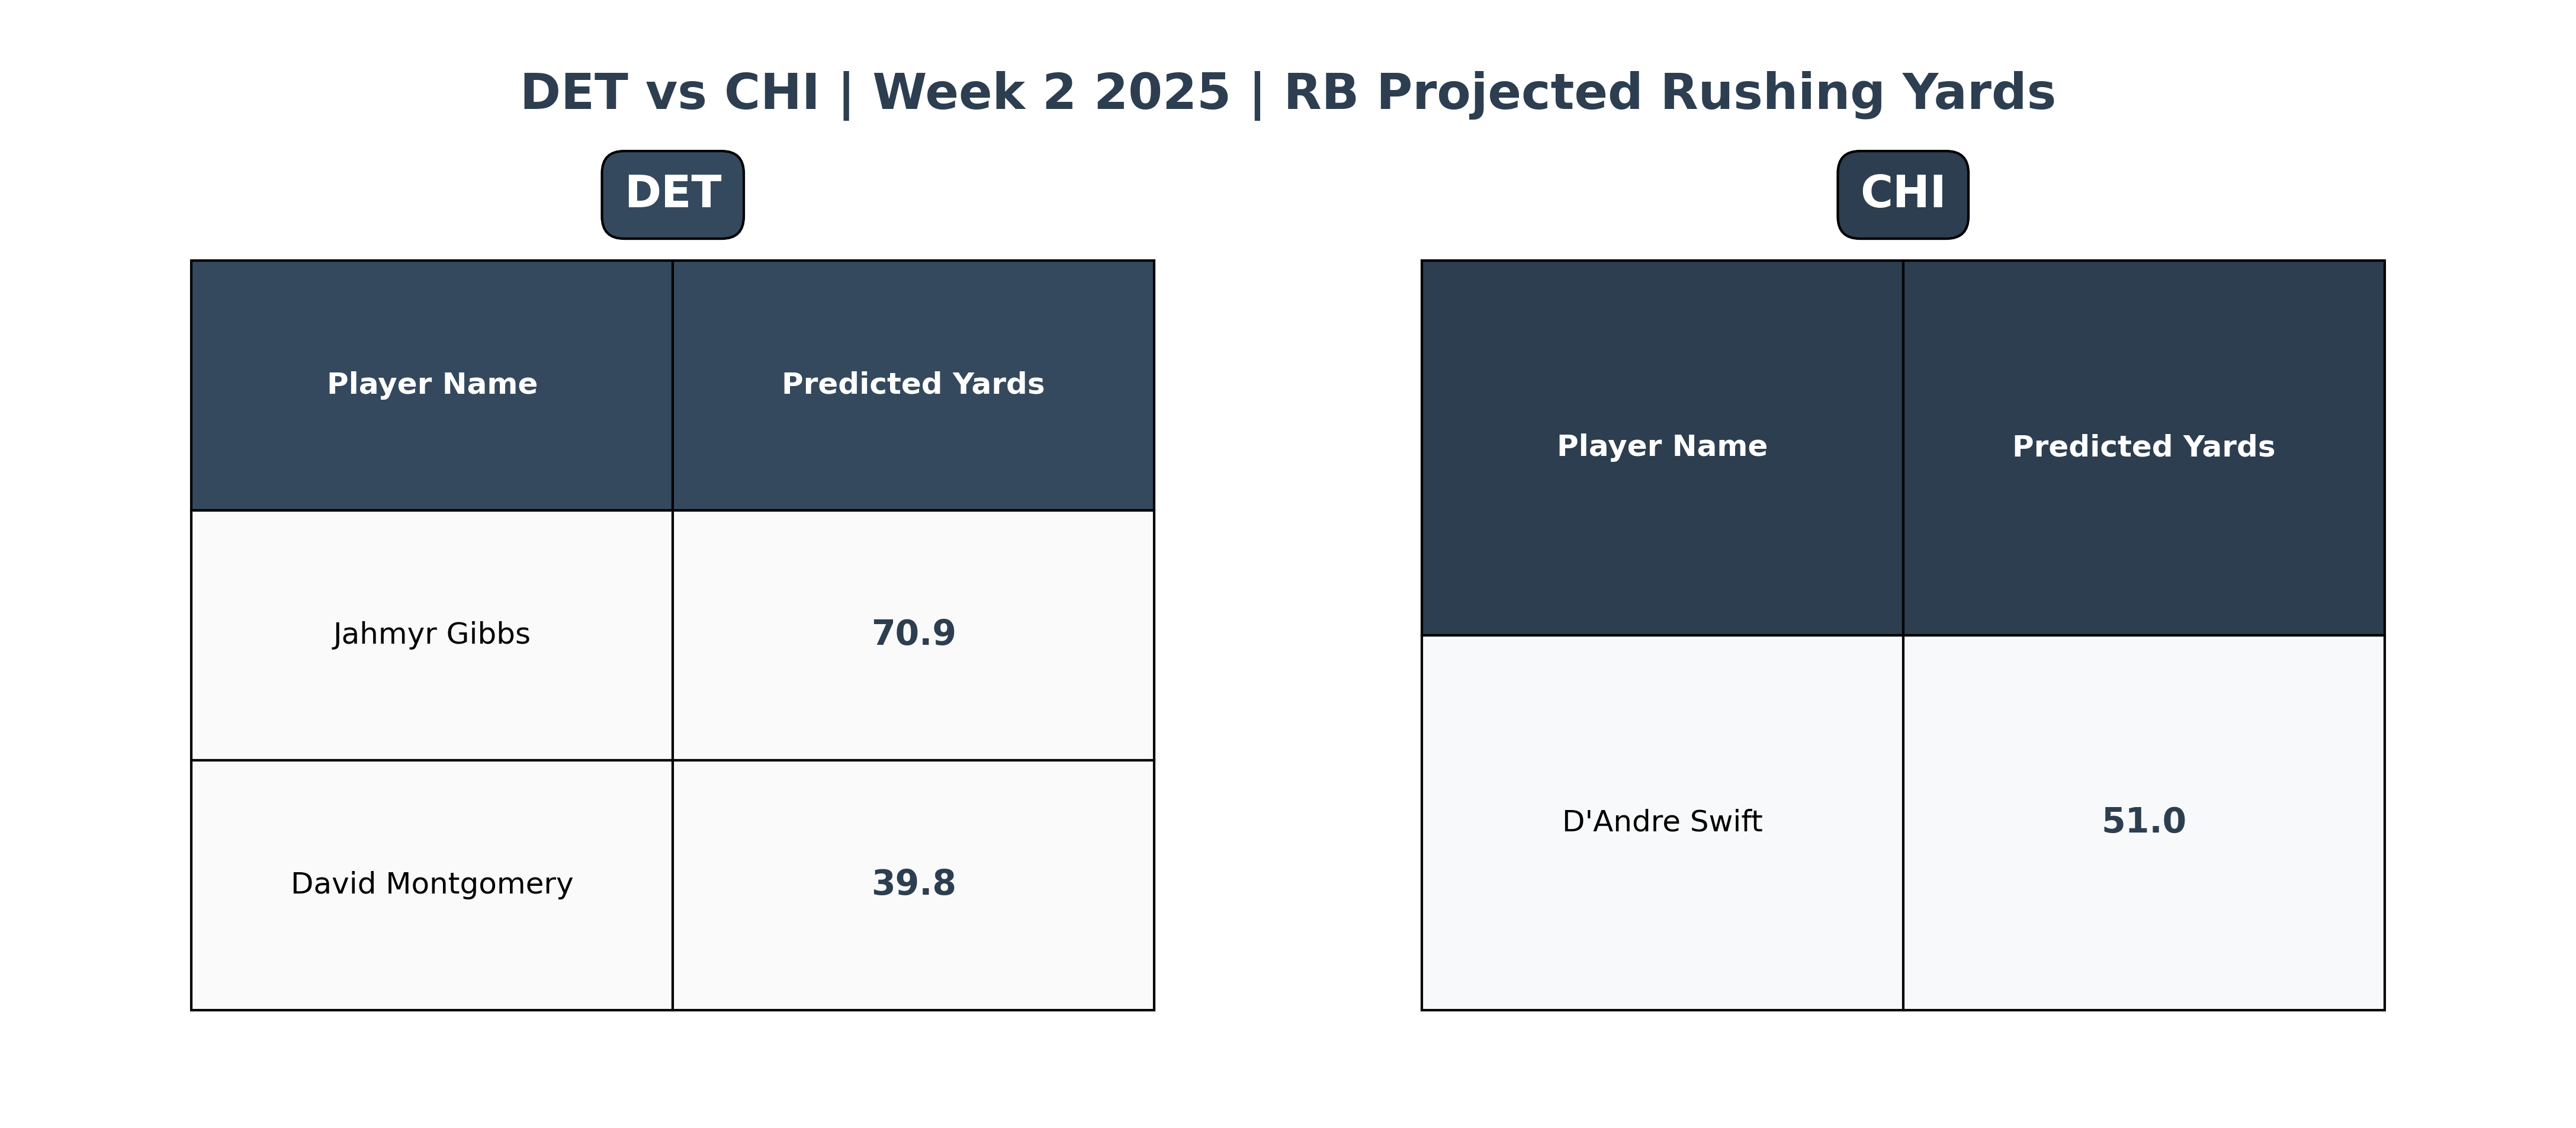 DET vs CHI | Week 2 2025 | RB Projected Rushing Yards
DET
Player Name Predicted Yards
Jahmyr Gibbs 70.9
David Montgomery 39.8
CHI
Player Name Predicted Yards
D'Andre Swift 51.0